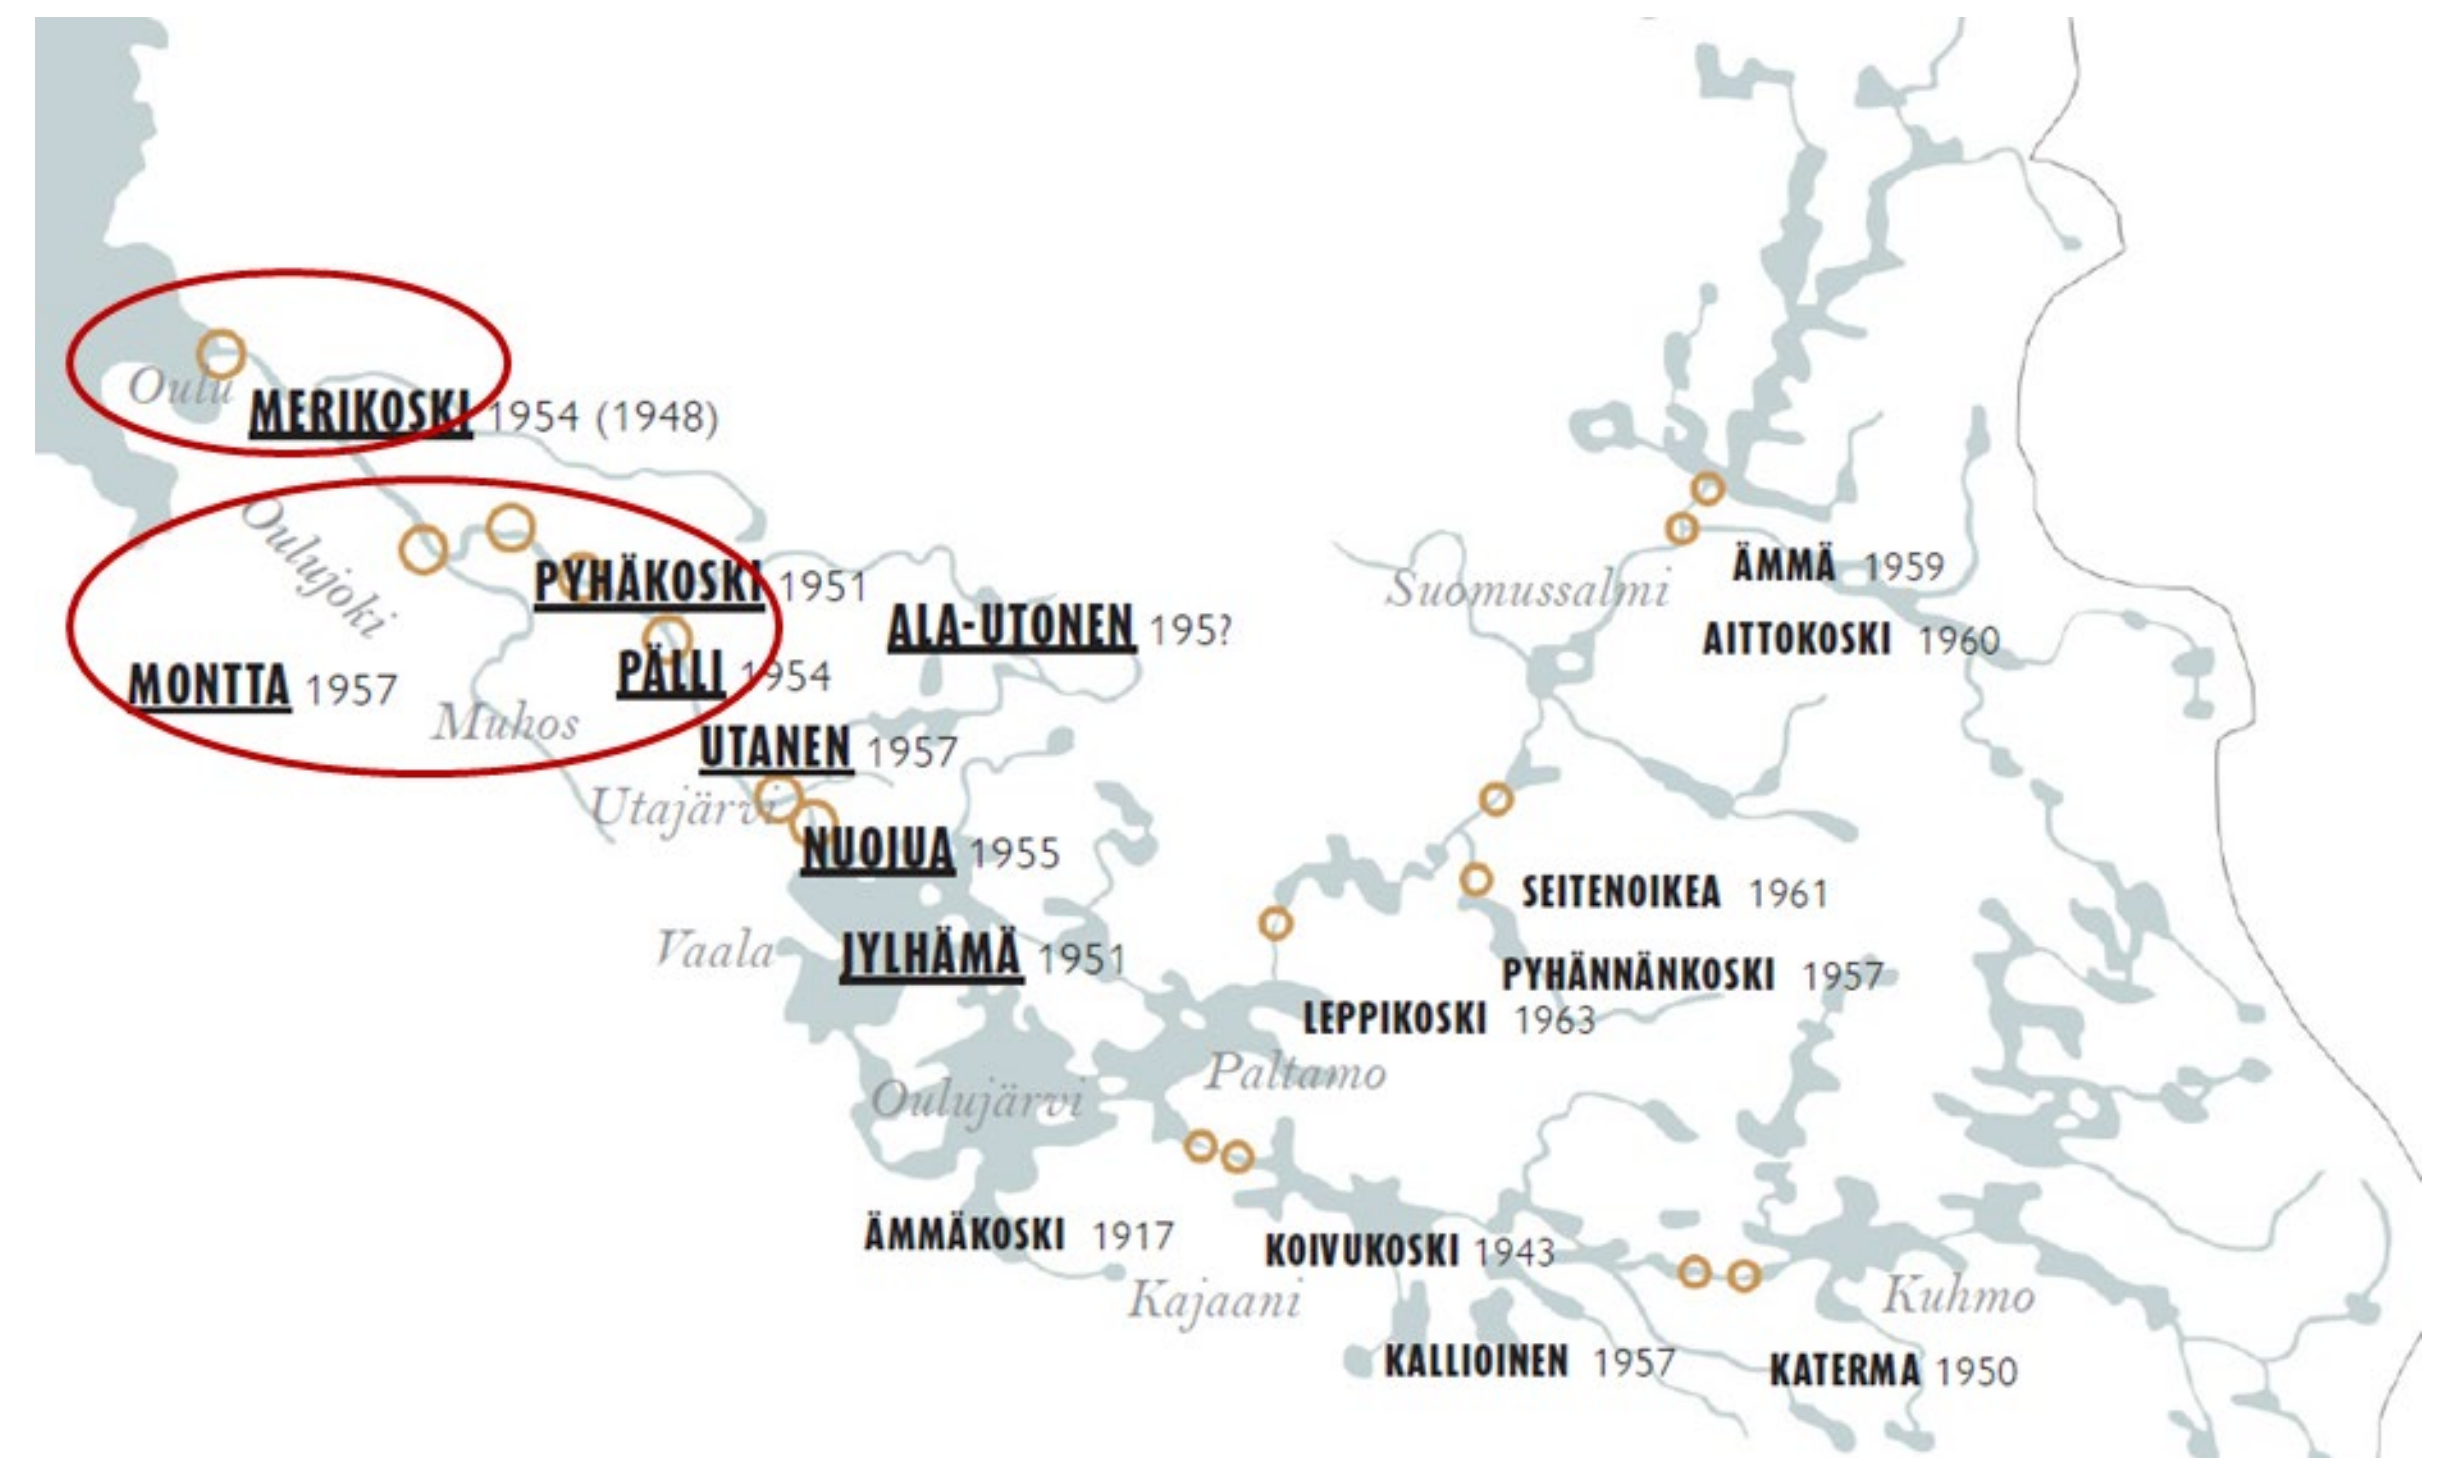 Oulu
MERIKOSKI 1954 (1948)
Oulujoki
PYHÄKOSKI 1951
ÄMMÄ 1959
Suomussalmi
ALA-UTONEN 195?
AITTOKOSKI 1960
MONTTA 1957
PÄLLI 1954
Muhos
UTANEN 1957
Utajärvi
NUOJUA 1955
SEITENOIKEA 1961
Vaala
JYLHÄMÄ 1951
PYHÄNNÄNKOSKI 1957
LEPPIKOSKI 1963
Paltamo
Oulujärvi
ÄMMÄKOSKI 1917
KOIVUKOSKI 1943
Kajaani
Kuhmo
KALLIOINEN 1957
KATERMA 1950